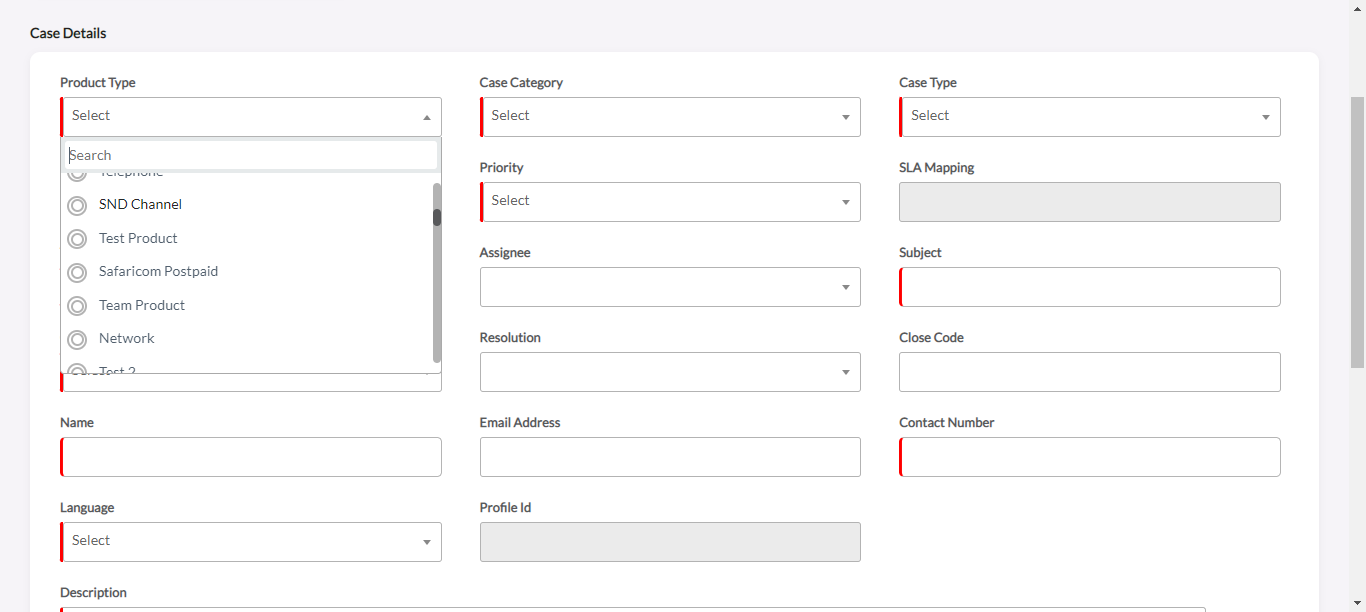 Case Details
Product Type
Case Category
Case Type
Select
Select
Select
Search
Telephone
Priority
SLA Mapping
SND Channel
Select
Test Product
Assignee
Subject
Safaricom Postpaid
Team Product
Network
Resolution
Close Code
Test 2
Name
Email Address
Contact Number
Language
Profile Id
Select
Description